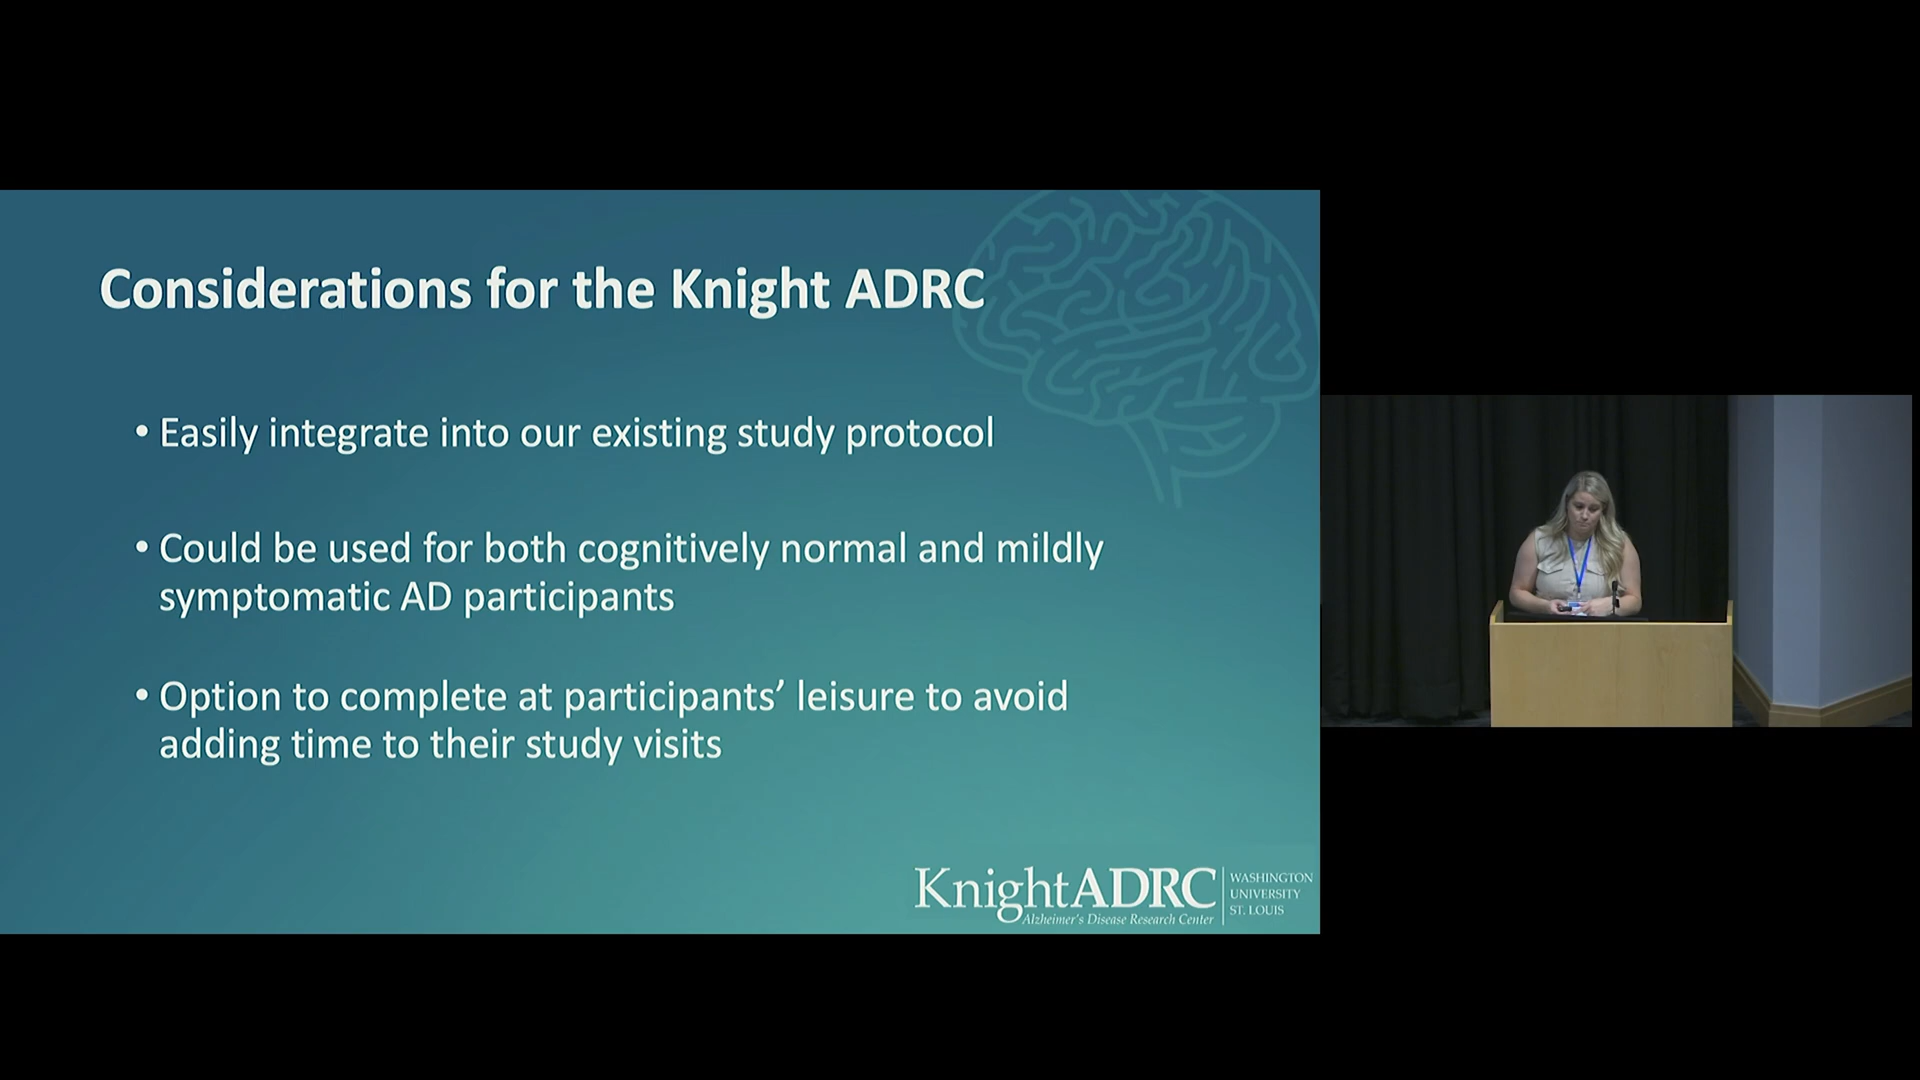 Considerations for the Knight ADRC
• Easily integrate into our existing study protocol
• Could be used for both cognitively normal and mildly
symptomatic AD participants
• Option to complete at participants’ leisure to avoid
adding time to their study visits
KnightADRC
Alzheimer's Disease Research Center
WASHINGTON
UNIVERSITY
ST. LOUIS